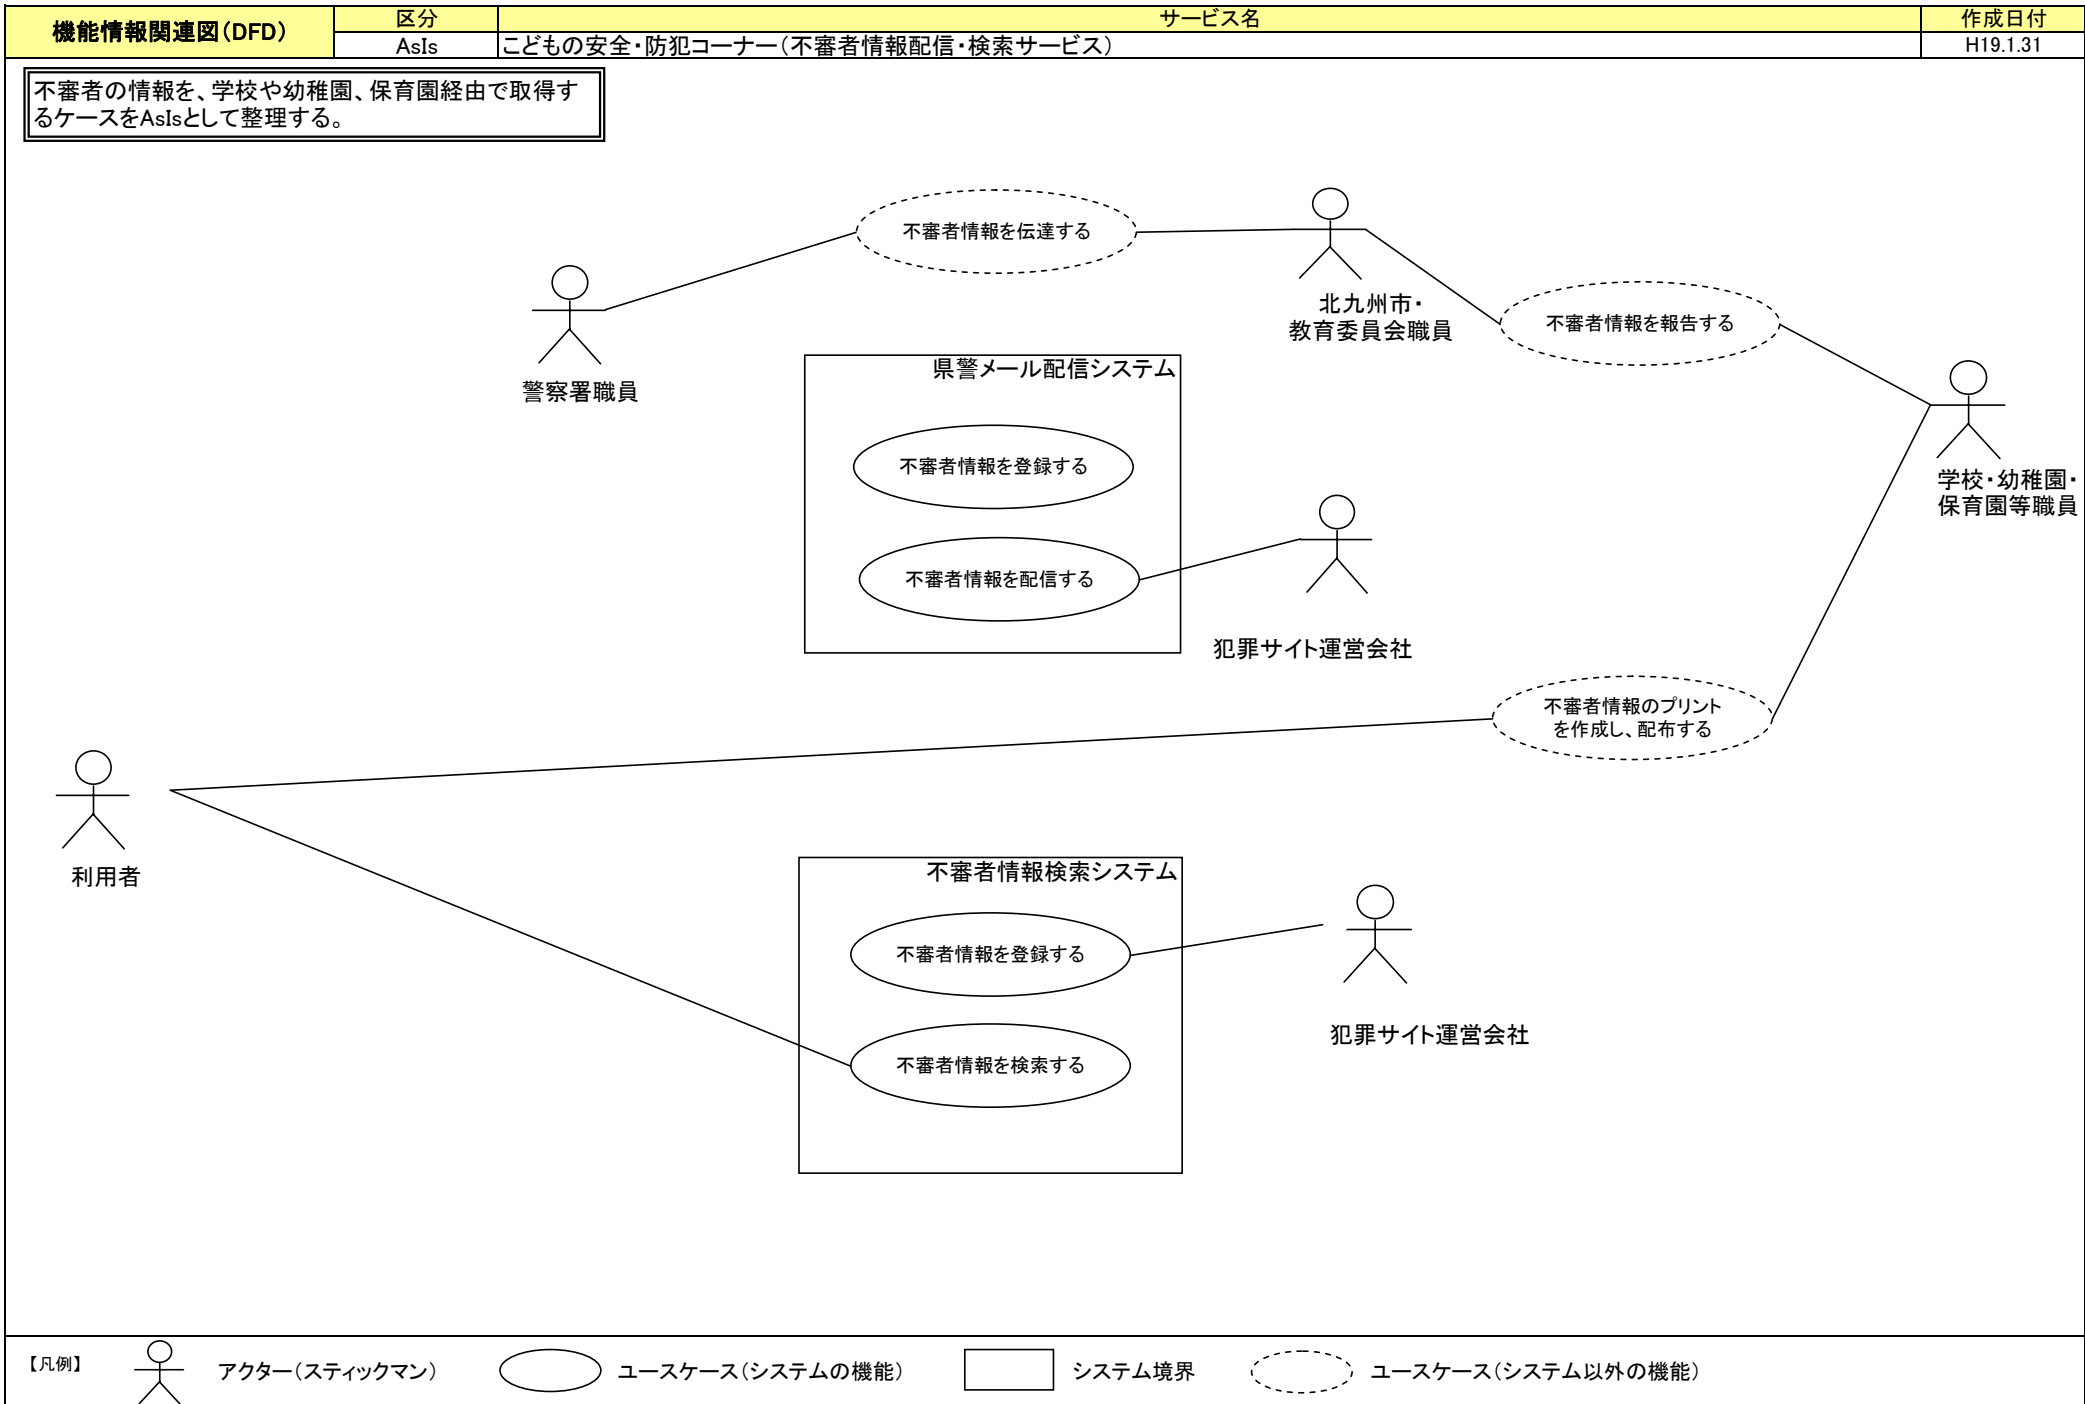 機能情報関連図(DFD)
区分
サービス名
作成日付
AsIs
こどもの安全・防犯コーナー(不審者情報配信・検索サービス)
H19.1.31
不審者の情報を、学校や幼稚園、保育園経由で取得す
るケースをAsIsとして整理する。
不審者情報を伝達する
北九州市・
教育委員会職員
不審者情報を報告する
警察署職員
県警メール配信システム
不審者情報を登録する
学校・幼稚園・
保育園等職員
不審者情報を配信する
犯罪サイト運営会社
不審者情報のプリント
を作成し、配布する
利用者
不審者情報検索システム
不審者情報を登録する
犯罪サイト運営会社
不審者情報を検索する
【凡例】
アクター(スティックマン)
ユースケース(システムの機能)
システム境界
ユースケース(システム以外の機能)